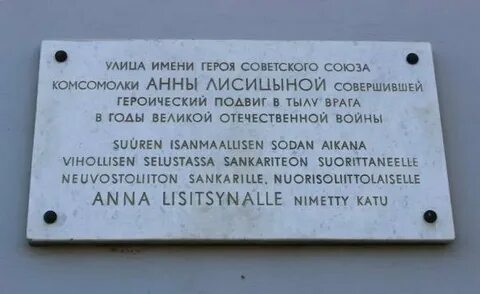 УЛИЦА ИМЕНИ ГЕРОЯ СОВЕТСКОГО СОЮЗА
КОМСОМОЛКИ АННЫ ЛИСИЦЫНОЙ СОВЕРШИВШЕЙ
ГЕРОИЧЕСКИЙ ПОДВИГ В ТЫЛУ ВРАГА
В ГОДЫ ВЕЛИКОЙ ОТЕЧЕСТВЕННОЙ ВОЙНЫ
SUUREN ISANMAALLISEN SODAN AIKANA
VIHOLLISEN SELUSTASSA SANKARITEON SUORITTANEELLE
NEUVOSTOLIITON SANKARILLE, NUORISOLIITTOLAISELLE
ANNA LISITSYNALLE NIMETTY KATU